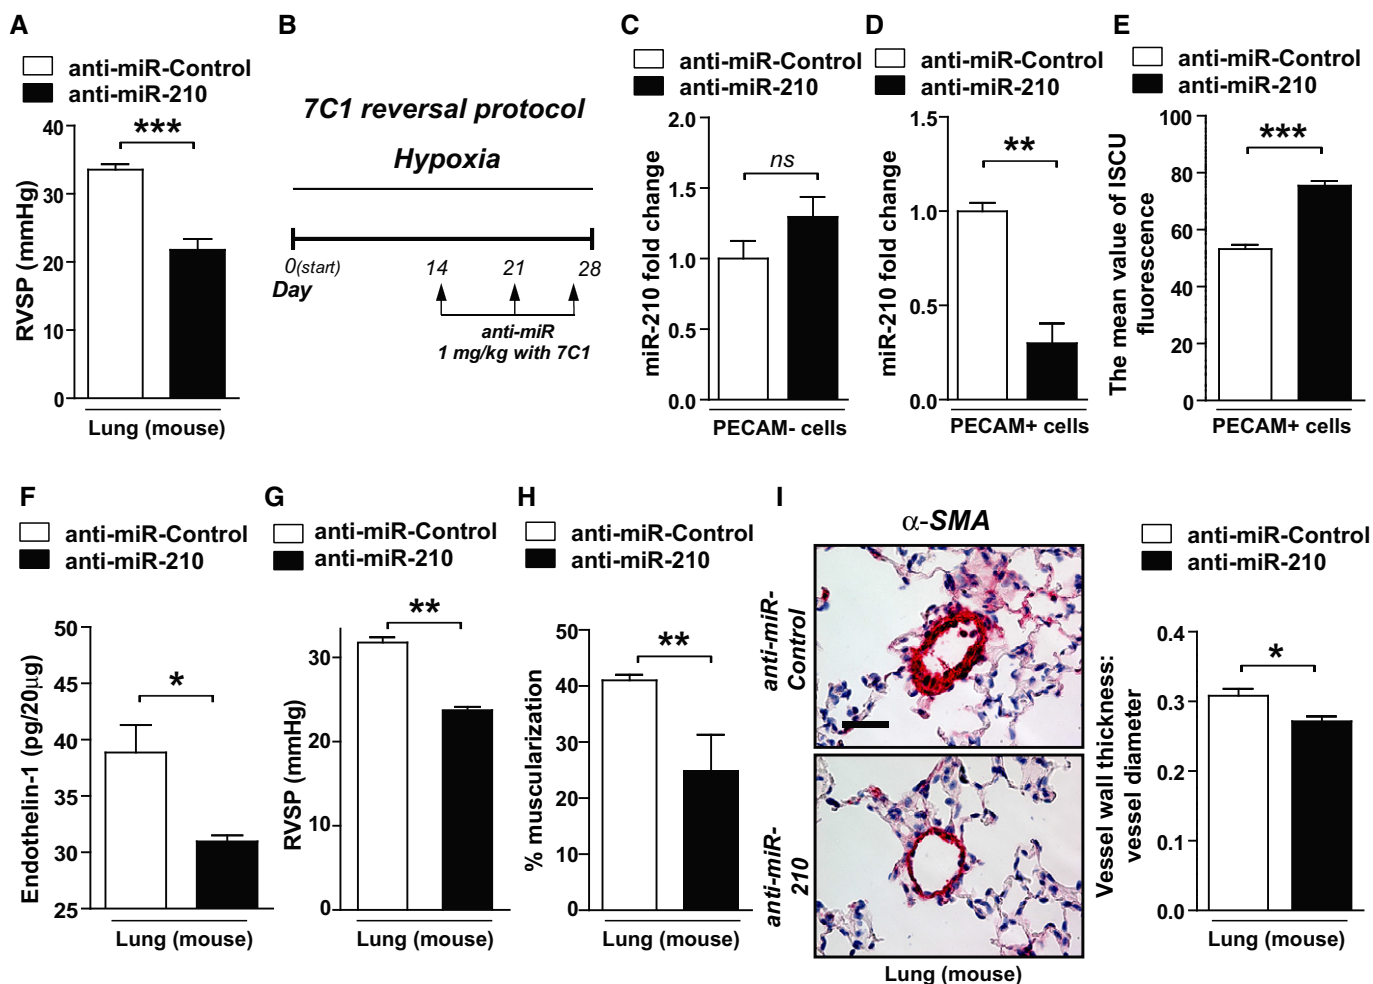 A
anti-miR-Control
anti-miR-210
RVSP (mmHg)
40
30
20
10
0
***
Lung (mouse)
B
7C1 reversal protocol
Hypoxia
0(start)
14
21
28
Day
anti-miR
1 mg/kg with 7C1
C
anti-miR-Control
anti-miR-210
miR-210 fold change
2.0
1.5
1.0
0.5
0.0
ns
PECAM- cells
D
anti-miR-Control
anti-miR-210
miR-210 fold change
1.5
1.0
0.5
0.0
**
PECAM+ cells
E
anti-miR-Control
anti-miR-210
The mean value of ISCU
fluorescence
100
80
60
40
20
0
***
PECAM+ cells
F
anti-miR-Control
anti-miR-210
Endothelin-1 (pg/20µg)
50
45
40
35
30
25
*
Lung (mouse)
G
anti-miR-Control
anti-miR-210
RVSP (mmHg)
30
20
10
0
**
Lung (mouse)
H
anti-miR-Control
anti-miR-210
% muscularization
50
40
30
20
10
0
**
Lung (mouse)
I
α-SMA
anti-miR-
Control
anti-miR-
210
Lung (mouse)
anti-miR-Control
anti-miR-210
Vessel wall thickness:
vessel diameter
0.4
0.3
0.2
0.1
0.0
*
Lung (mouse)